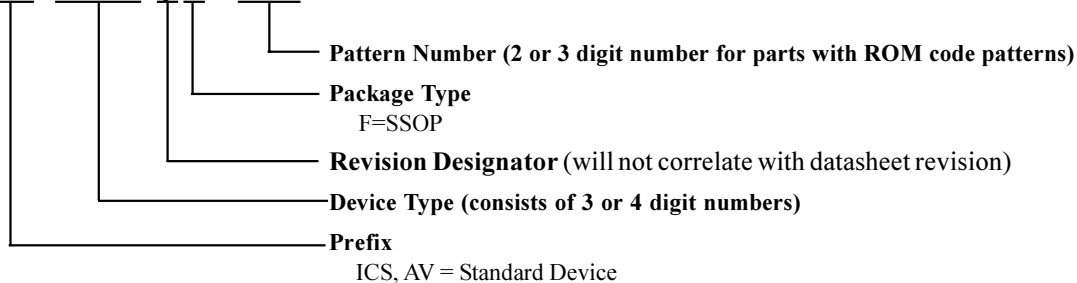 Pattern Number (2 or 3 digit number for parts with ROM code patterns)
Package Type
F=SSOP
Revision Designator (will not correlate with datasheet revision)
Device Type (consists of 3 or 4 digit numbers)
Prefix
ICS, AV = Standard Device